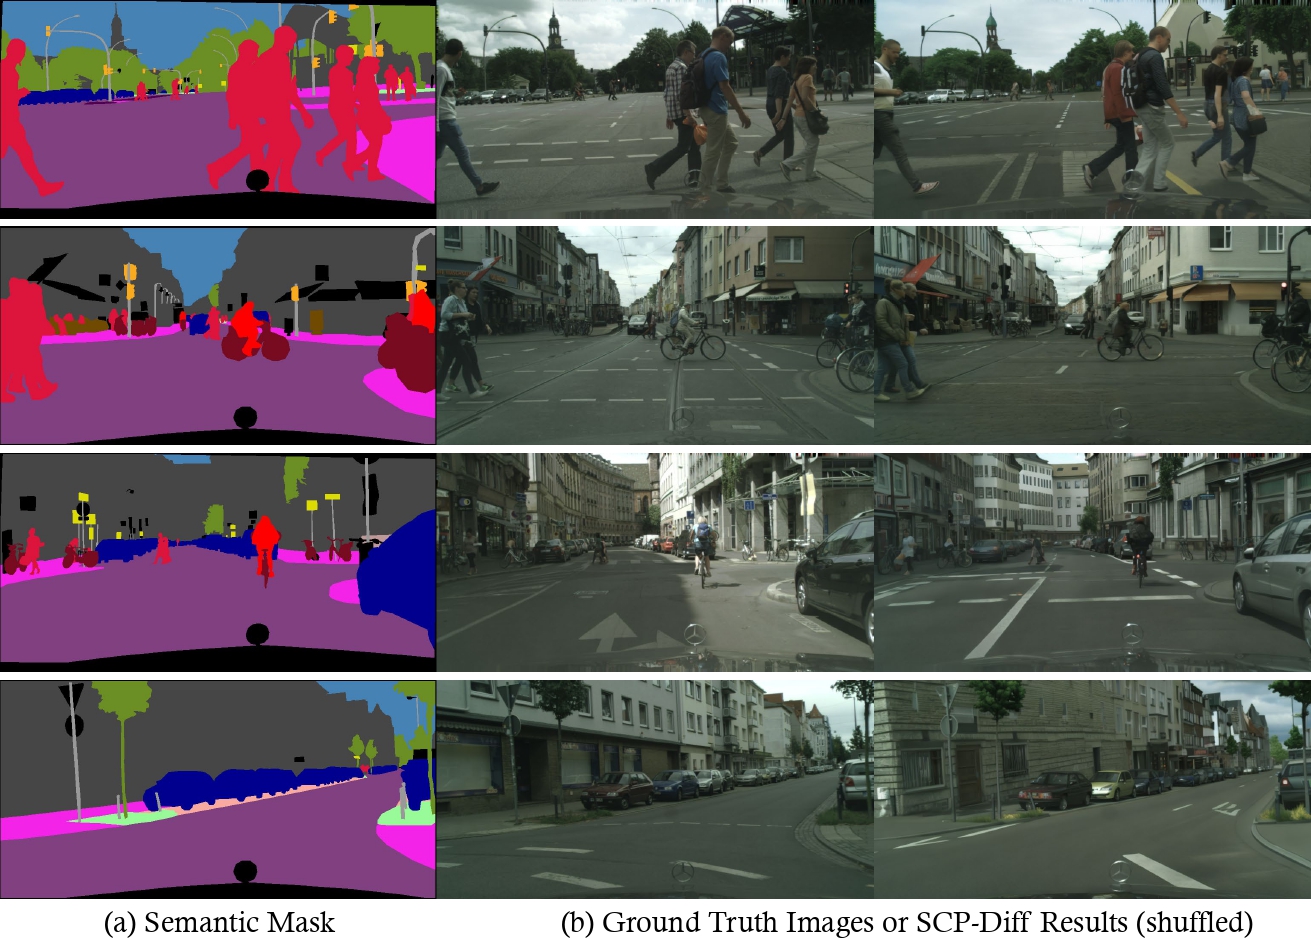 (a) Semantic Mask
(b) Ground Truth Images or SCP-Diff Results (shuffled)